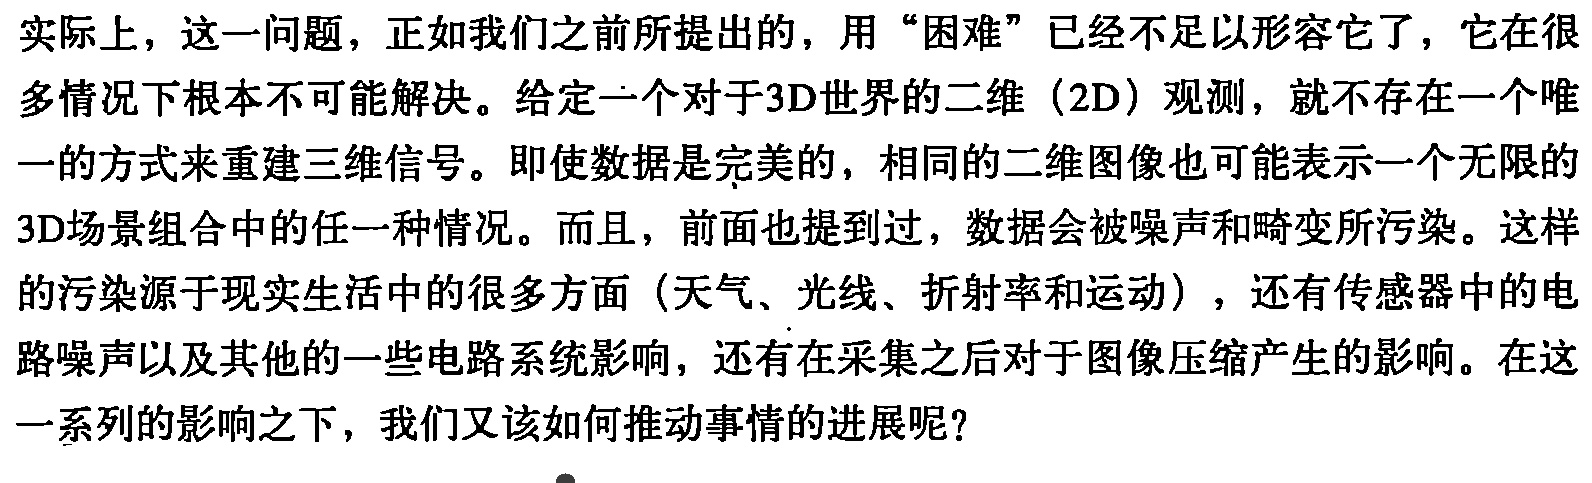 实际上，这一问题，正如我们之前所提出的，用“困难”已经不足以形容它了，它在很
多情况下根本不可能解决。给定一个对于3D世界的二维（2D）观测，就不存在一个唯
一的方式来重建三维信号。即使数据是完美的，相同的二维图像也可能表示一个无限的
3D场景组合中的任一种情况。而且，前面也提到过，数据会被噪声和畸变所污染。这样
的污染源于现实生活中的很多方面（天气、光线、折射率和运动），还有传感器中的电
路噪声以及其他的一些电路系统影响，还有在采集之后对于图像压缩产生的影响。在这
一系列的影响之下，我们又该如何推动事情的进展呢？